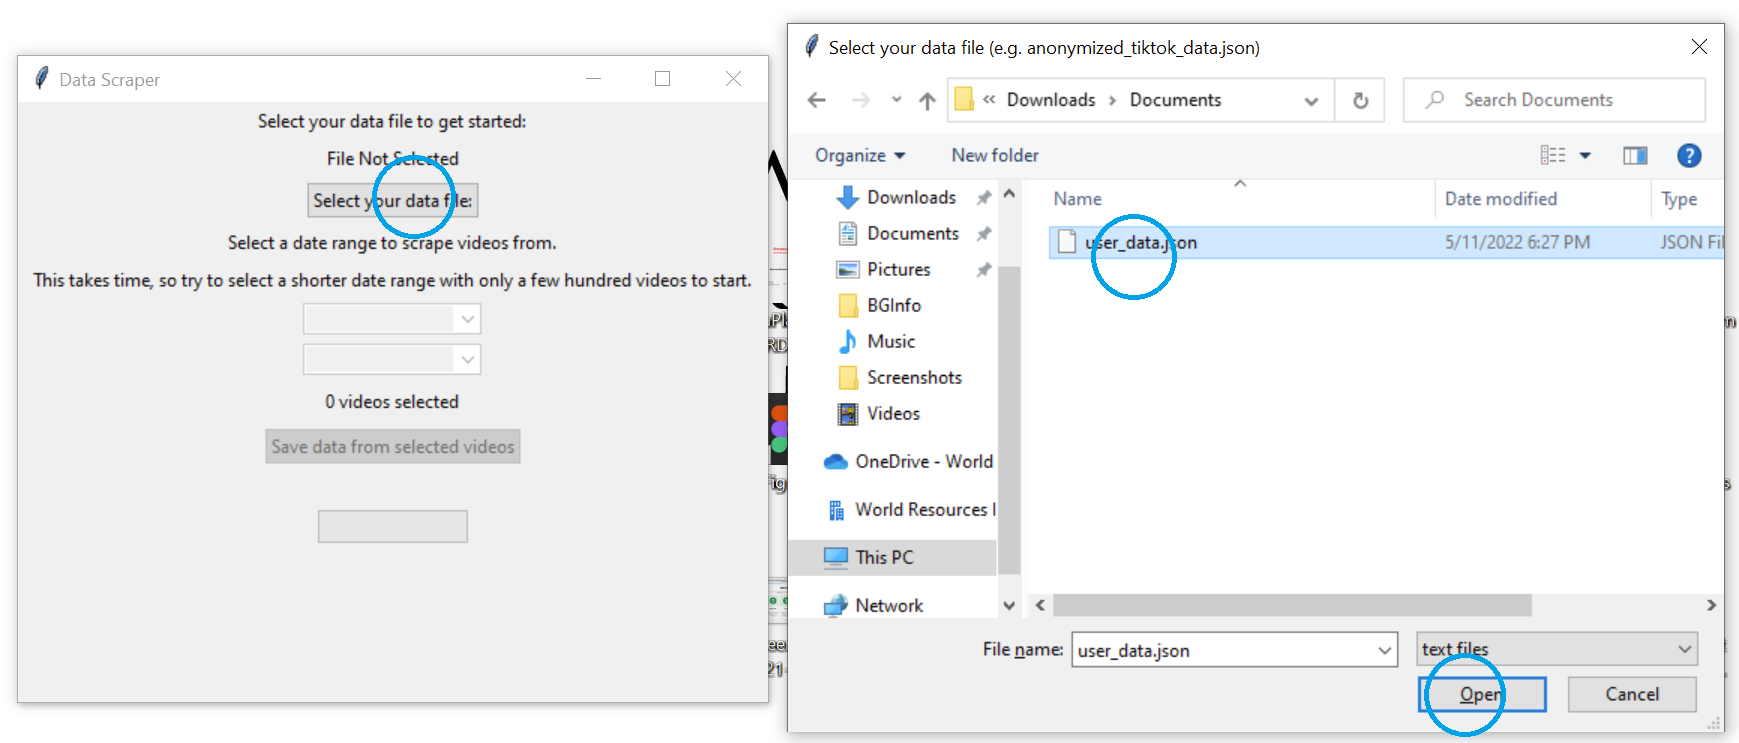 Data Scraper
Select your data file to get started:
File Not Selected
Select your data file:
Select a date range to scrape videos from.
This takes time, so try to select a shorter date range with only a few hundred videos to start.
0 videos selected
Save data from selected videos
Select your data file (e.g. anonymized_tiktok_data.json)
« Downloads › Documents
Search Documents
Organize
New folder
Downloads
Documents
Pictures
BGInfo
Music
Screenshots
Videos
OneDrive - World
World Resources I
This PC
Network
Name
Date modified
Type
user_data.json
5/11/2022 6:27 PM
JSON Fil
File name:
user_data.json
text files
Open
Cancel